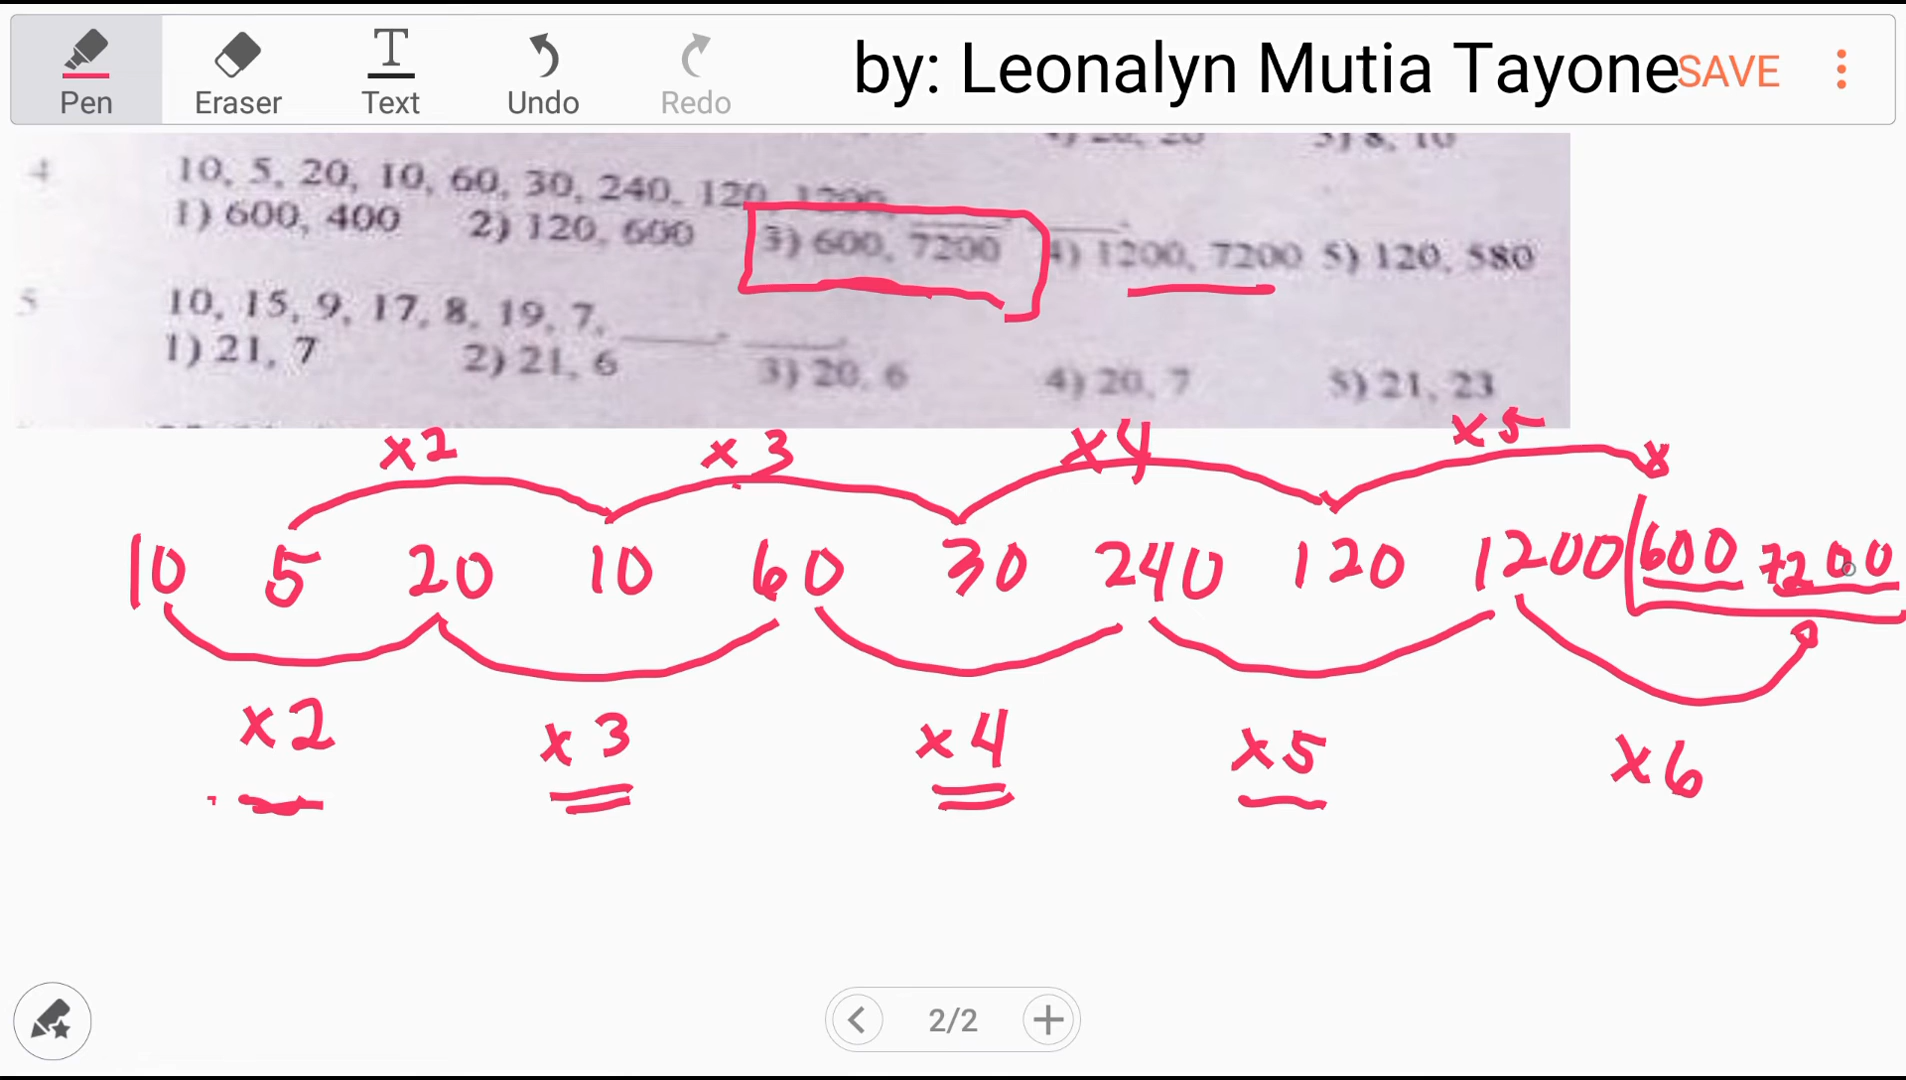 by: Leonalyn Mutia Tayone
SAVE
Pen Eraser Text Undo Redo
4 10, 5, 20, 10, 60, 30, 240, 120, 1200,
1) 600, 400 2) 120, 600 3) 600, 7200 4) 1200, 7200 5) 120, 580
5 10, 15, 9, 17, 8, 19, 7,
1) 21, 7 2) 21, 6 3) 20, 6 4) 20, 7 5) 21, 23
x2 x3 x4 x5
10 5 20 10 60 30 240 120 1200 600 7200
x2 x3 x4 x5 x6
2/2